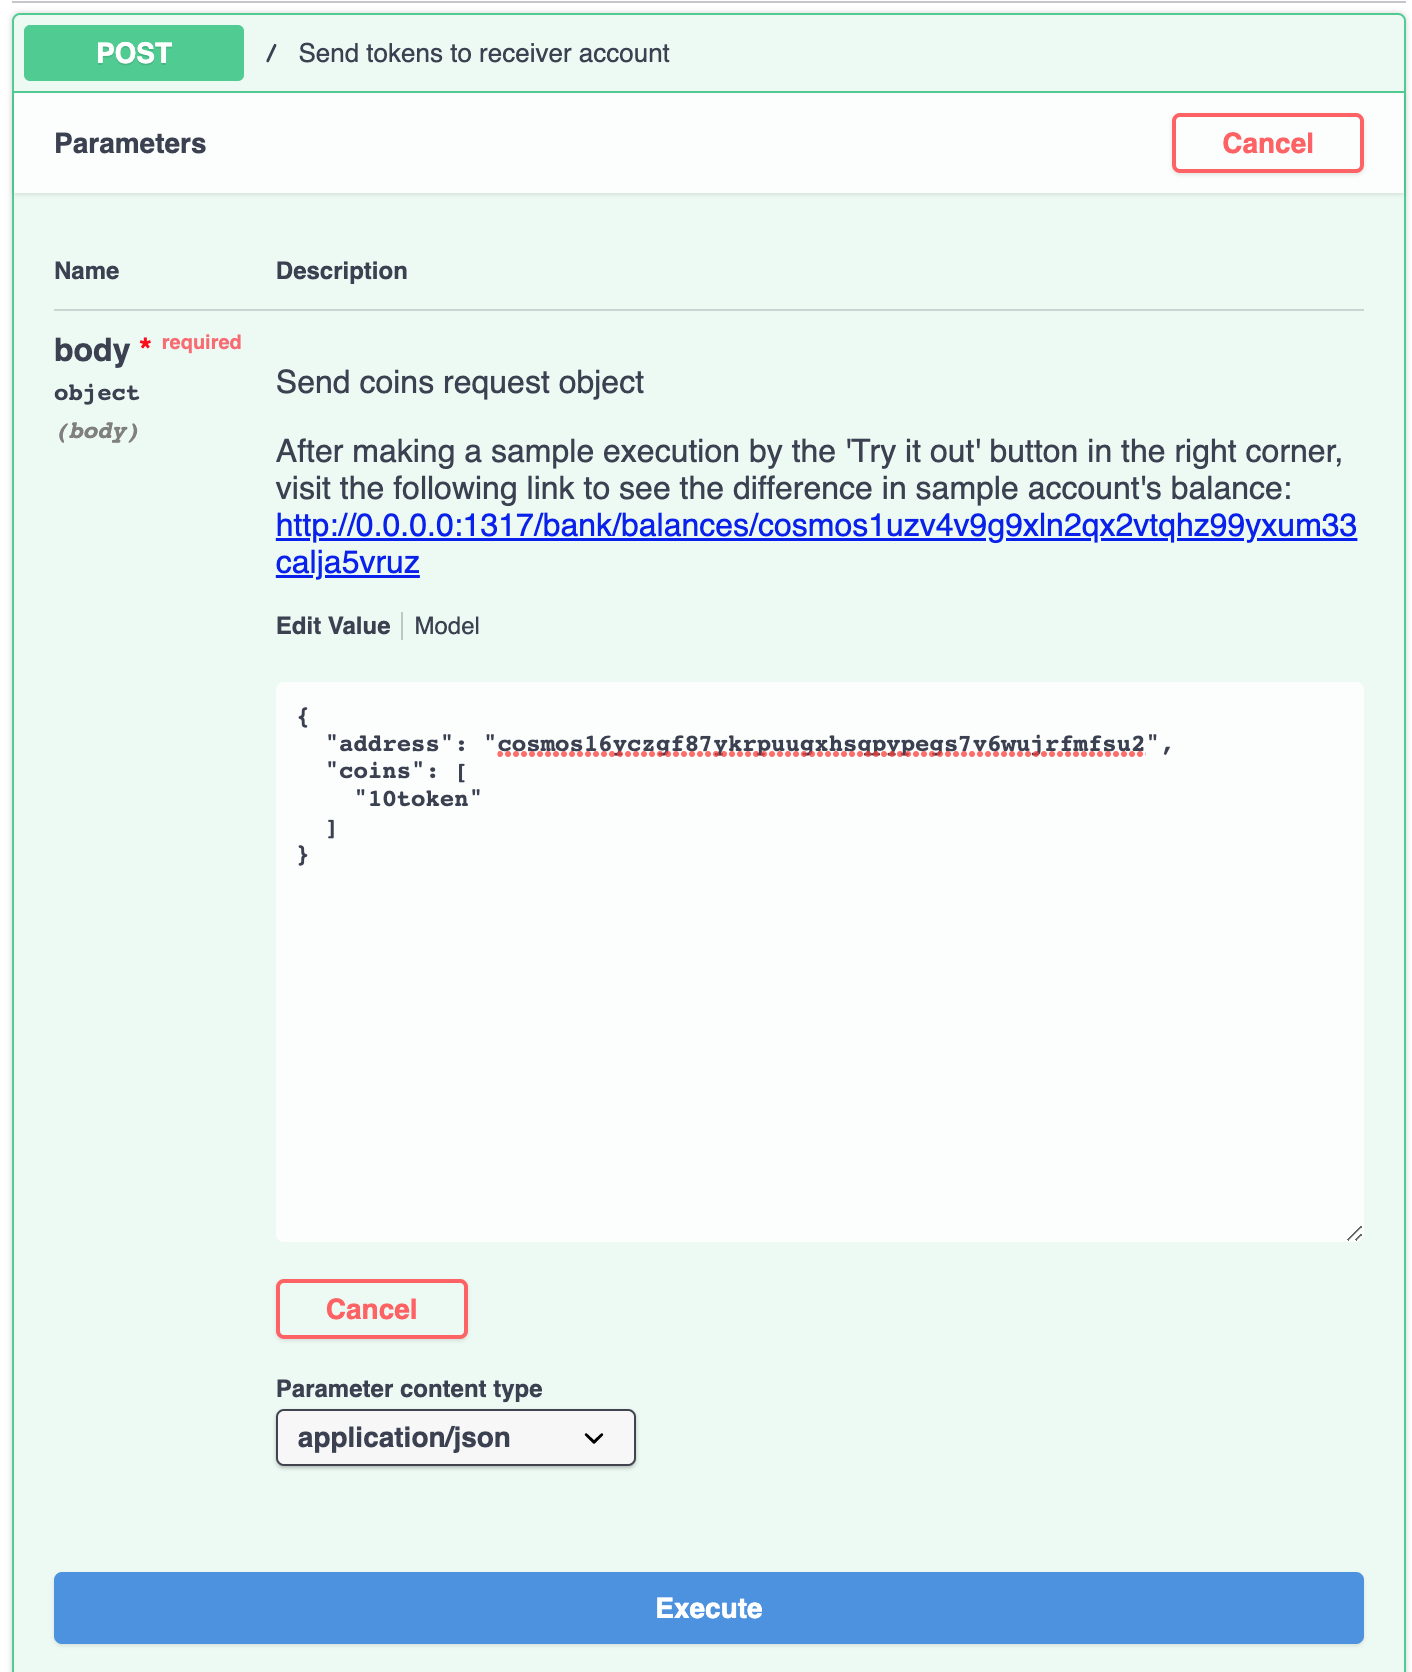 POST / Send tokens to receiver account
Parameters
Cancel
Name Description
body * required
object
(body)
Send coins request object
After making a sample execution by the 'Try it out' button in the right corner,
visit the following link to see the difference in sample account's balance:
http://0.0.0.0:1317/bank/balances/cosmos1uzv4v9g9xln2qx2vtqhz99yxum33
calja5vruz
Edit Value Model
{
"address": "cosmos16yczgf87ykrpuugxhsqpypegs7v6wujrfmfsu2",
"coins": [
"10token"
]
}
Cancel
Parameter content type
application/json
Execute